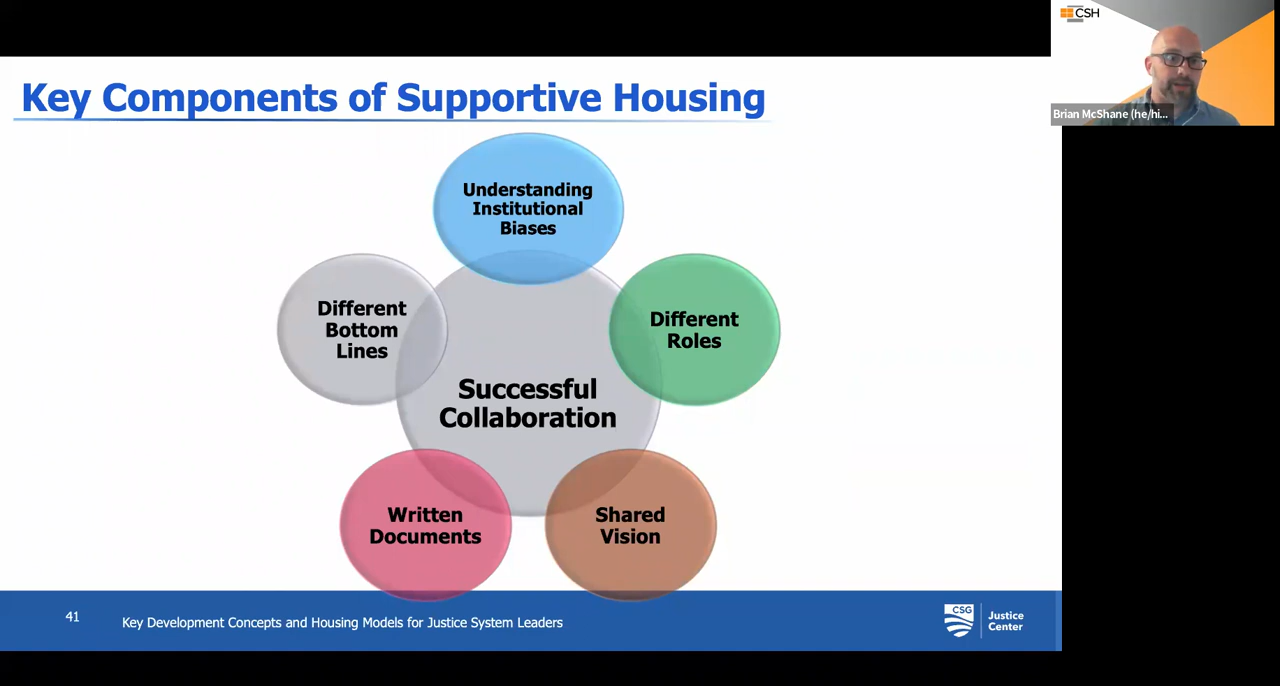 CSH
Brian McShane (he/hi...
Key Components of Supportive Housing
Understanding
Institutional
Biases
Different
Bottom
Lines
Different
Roles
Successful
Collaboration
Written
Documents
Shared
Vision
41
Key Development Concepts and Housing Models for Justice System Leaders
CSG
Justice
Center